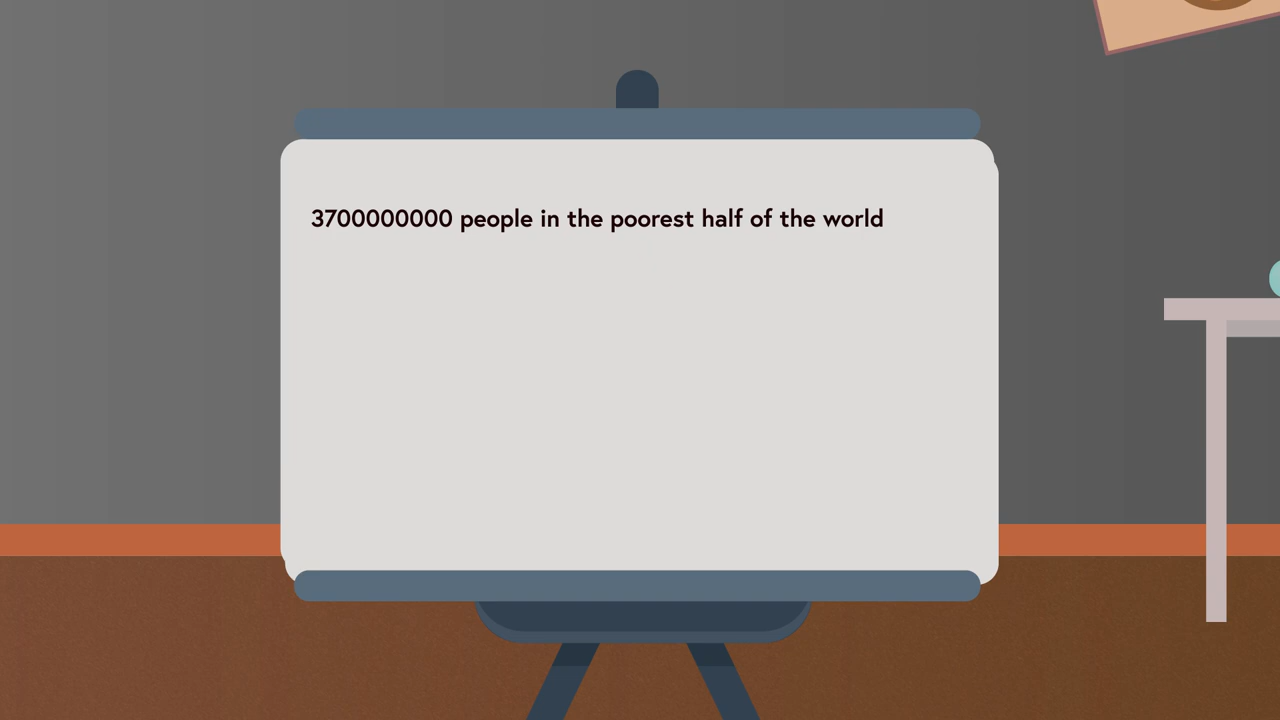 3700000000 people in the poorest half of the world